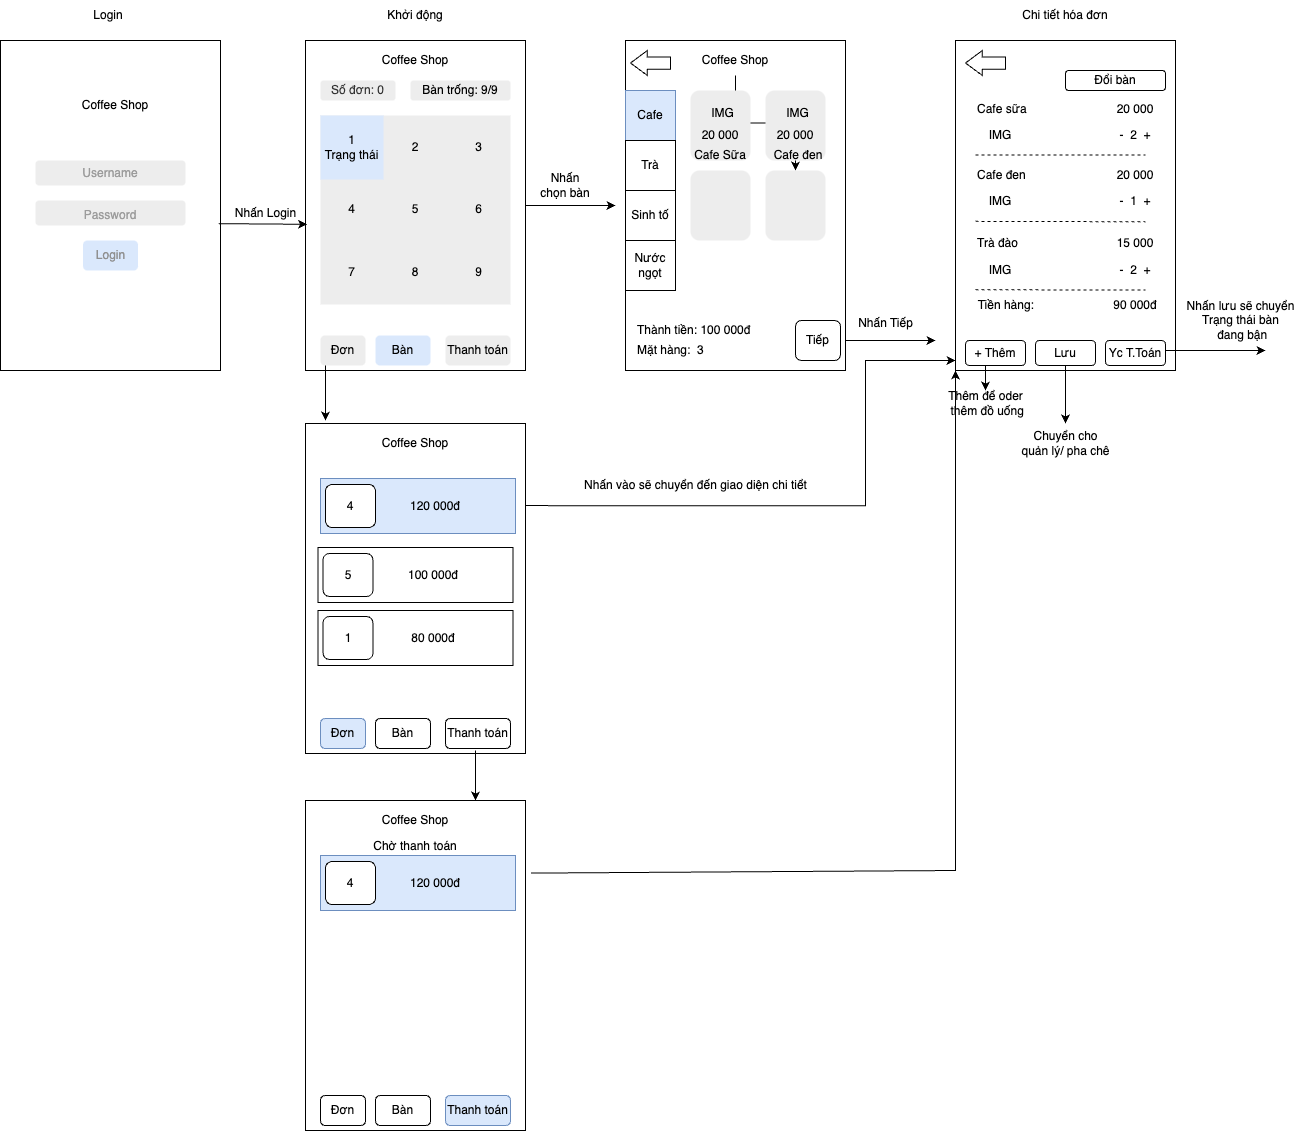 Login
Khởi động
Chi tiết hóa đơn
Coffee Shop
Username
Password
Login
Nhấn Login
Coffee Shop
Số đơn: 0
Bàn trống: 9/9
1
Trạng thái
2
3
4
5
6
7
8
9
Đơn
Bàn
Thanh toán
Nhấn
chọn bàn
Coffee Shop
Cafe
Trà
Sinh tố
Nước
ngọt
IMG
20 000
Cafe Sữa
IMG
20 000
Cafe đen
Thành tiền: 100 000đ
Mặt hàng: 3
Tiếp
Nhấn Tiếp
Đổi bàn
Cafe sữa
20 000
IMG
- 2 +
Cafe đen
20 000
IMG
- 1 +
Trà đào
15 000
IMG
- 2 +
Tiền hàng:
90 000đ
+ Thêm
Lưu
Yc T.Toán
Nhấn lưu sẽ chuyển
Trạng thái bàn
đang bận
Thêm để oder
thêm đồ uống
Chuyển cho
quản lý/ pha chê
Coffee Shop
4
120 000đ
5
100 000đ
1
80 000đ
Đơn
Bàn
Thanh toán
Nhấn vào sẽ chuyển đến giao diện chi tiết
Coffee Shop
Chờ thanh toán
4
120 000đ
Đơn
Bàn
Thanh toán